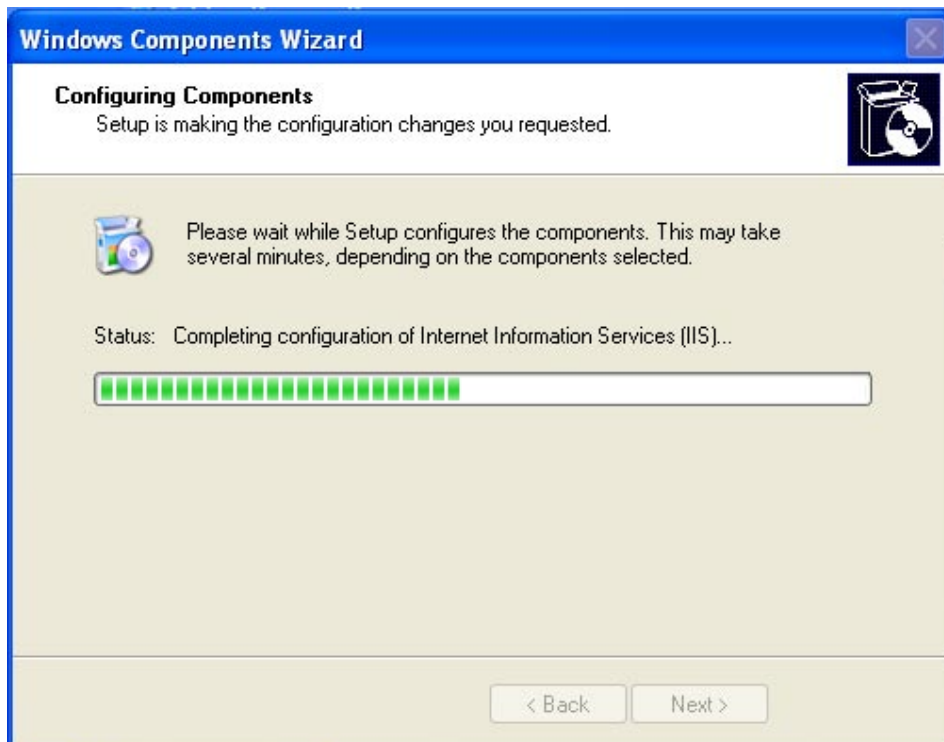 Windows Components Wizard
Configuring Components
Setup is making the configuration changes you requested.
Please wait while Setup configures the components. This may take
several minutes, depending on the components selected.
Status: Completing configuration of Internet Information Services (IIS)...
< Back Next >